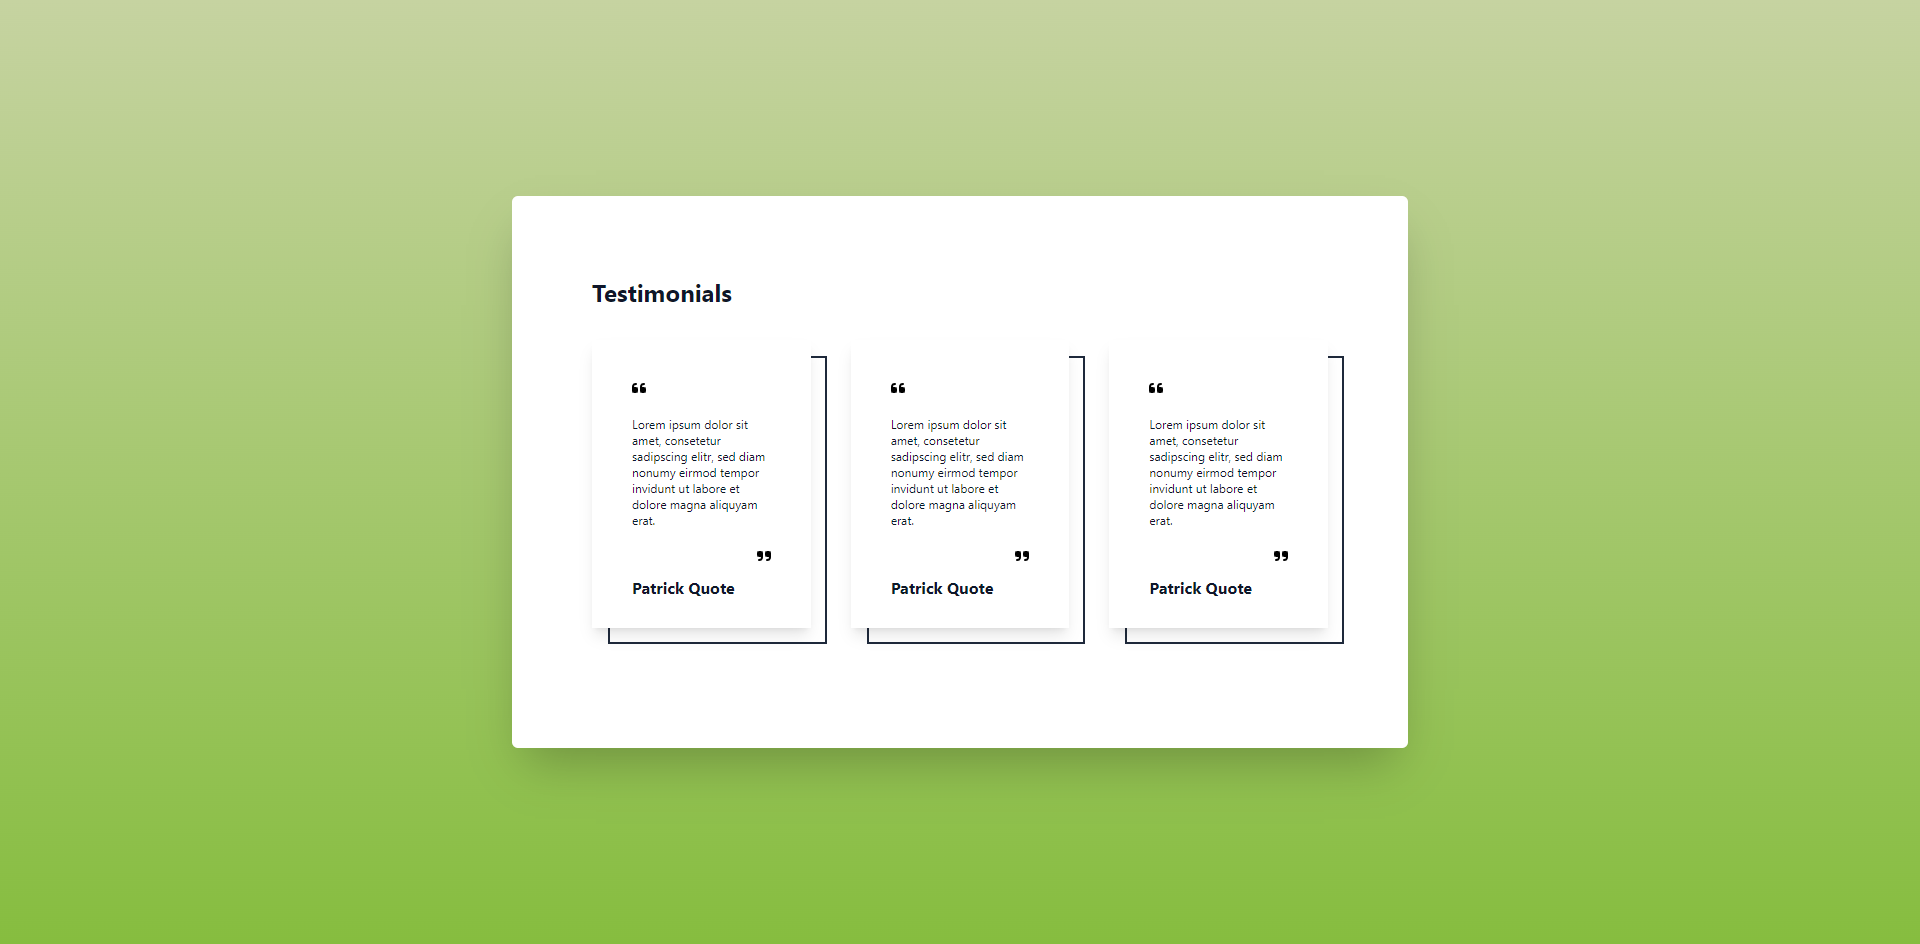 Testimonials
❝
Lorem ipsum dolor sit
amet, consetetur
sadipscing elitr, sed diam
nonumy eirmod tempor
invidunt ut labore et
dolore magna aliquyam
erat.
❞
Patrick Quote
❝
Lorem ipsum dolor sit
amet, consetetur
sadipscing elitr, sed diam
nonumy eirmod tempor
invidunt ut labore et
dolore magna aliquyam
erat.
❞
Patrick Quote
❝
Lorem ipsum dolor sit
amet, consetetur
sadipscing elitr, sed diam
nonumy eirmod tempor
invidunt ut labore et
dolore magna aliquyam
erat.
❞
Patrick Quote